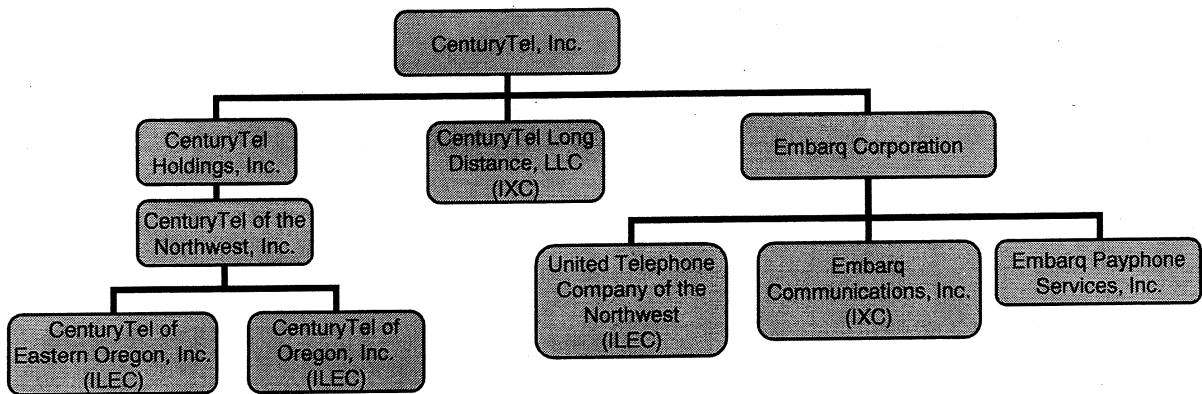 CenturyTel, Inc.
CenturyTel
Holdings, Inc.
CenturyTel Long
Distance, LLC
(IXC)
Embarq Corporation
CenturyTel of the
Northwest, Inc.
CenturyTel of
Eastern Oregon, Inc.
(ILEC)
CenturyTel of
Oregon, Inc.
(ILEC)
United Telephone
Company of the
Northwest
(ILEC)
Embarq
Communications, Inc.
(IXC)
Embarq Payphone
Services, Inc.